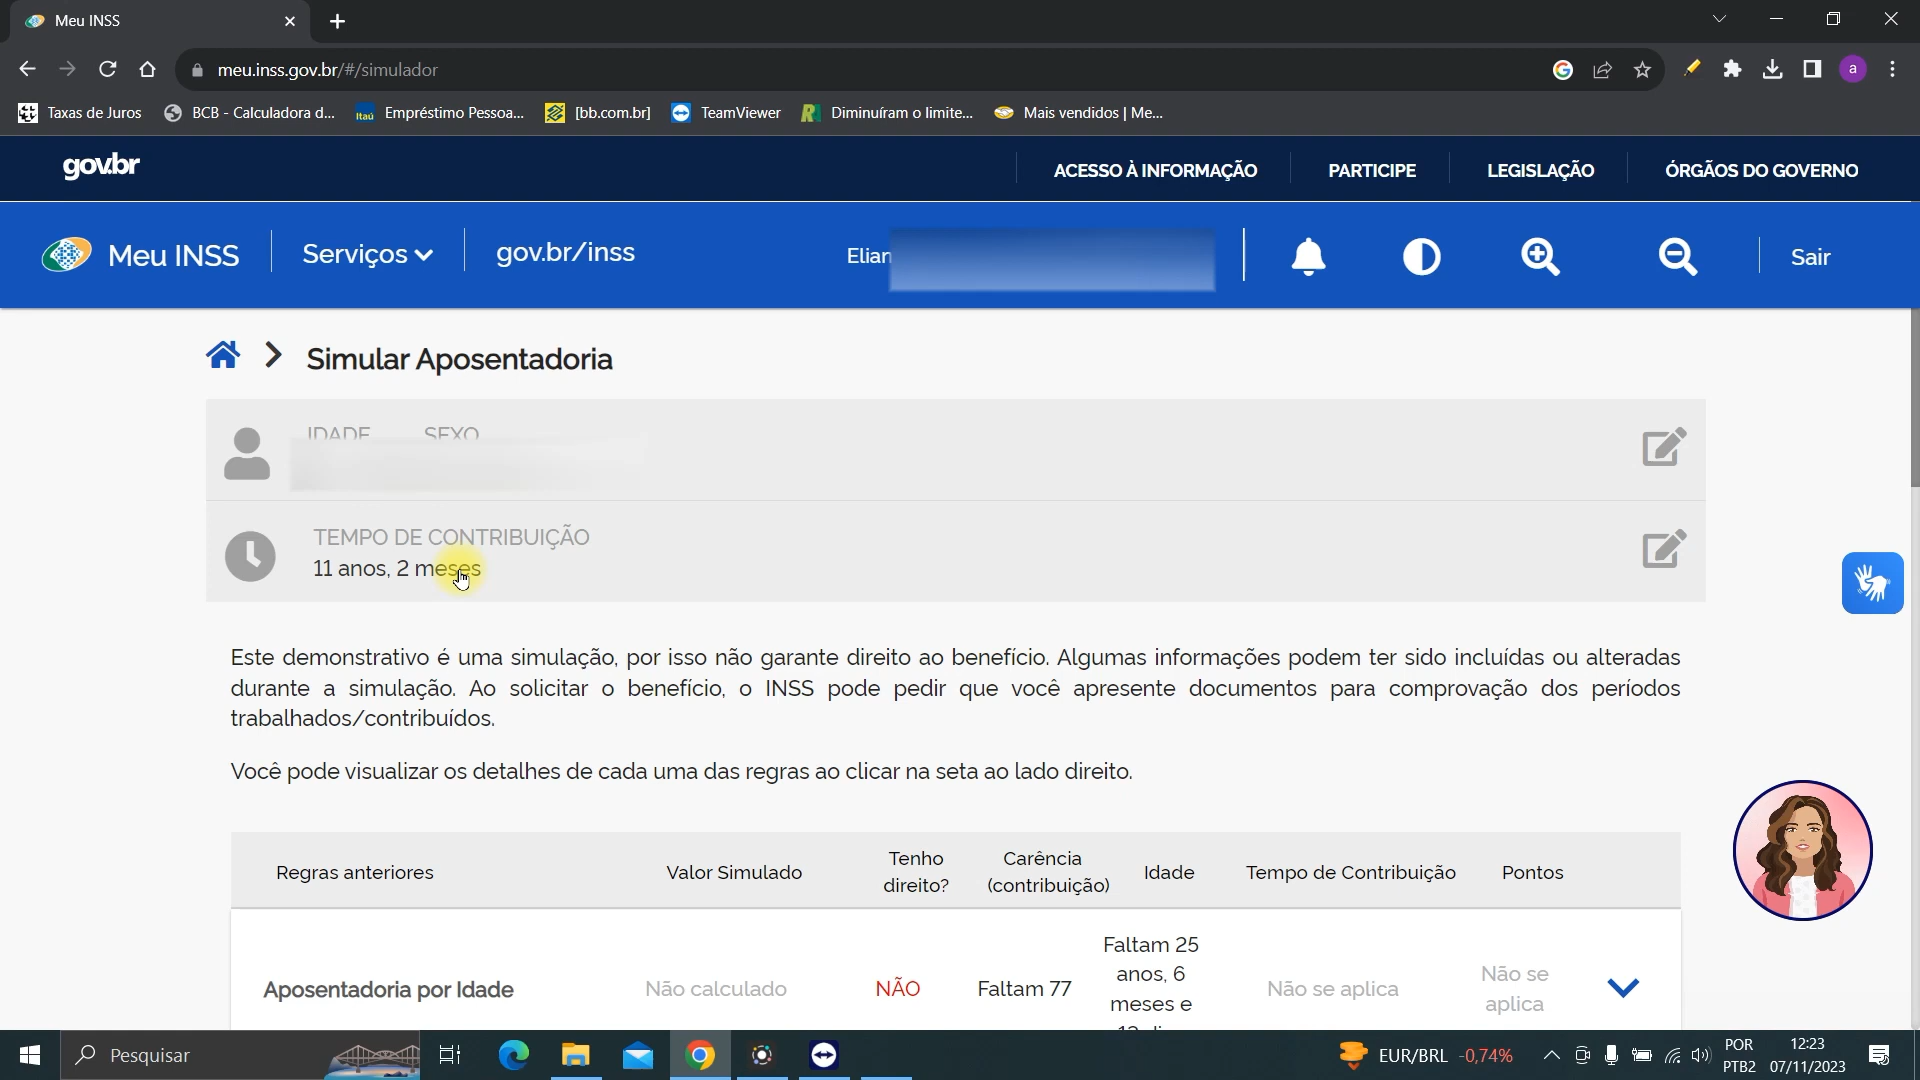 Meu INSS
meu.inss.gov.br/#/simulador
a
Taxas de Juros
BCB - Calculadora d...
Itaú Empréstimo Pessoa...
[bb.com.br]
TeamViewer
Diminuíram o limite...
Mais vendidos | Me...
gov.br
ACESSO À INFORMAÇÃO
PARTICIPE
LEGISLAÇÃO
ÓRGÃOS DO GOVERNO
Meu INSS
Serviços
gov.br/inss
Elian
Sair
Simular Aposentadoria
IDADE SEXO
TEMPO DE CONTRIBUIÇÃO
11 anos, 2 meses
Este demonstrativo é uma simulação, por isso não garante direito ao benefício. Algumas informações podem ter sido incluídas ou alteradas
durante a simulação. Ao solicitar o benefício, o INSS pode pedir que você apresente documentos para comprovação dos períodos
trabalhados/contribuídos.
Você pode visualizar os detalhes de cada uma das regras ao clicar na seta ao lado direito.
Regras anteriores
Valor Simulado
Tenho
direito?
Carência
(contribuição)
Idade
Tempo de Contribuição
Pontos
Aposentadoria por Idade
Não calculado
NÃO
Faltam 77
Faltam 25
anos, 6
meses e
Não se aplica
Não se
aplica
Pesquisar
EUR/BRL -0,74%
POR
PTB2
12:23
07/11/2023